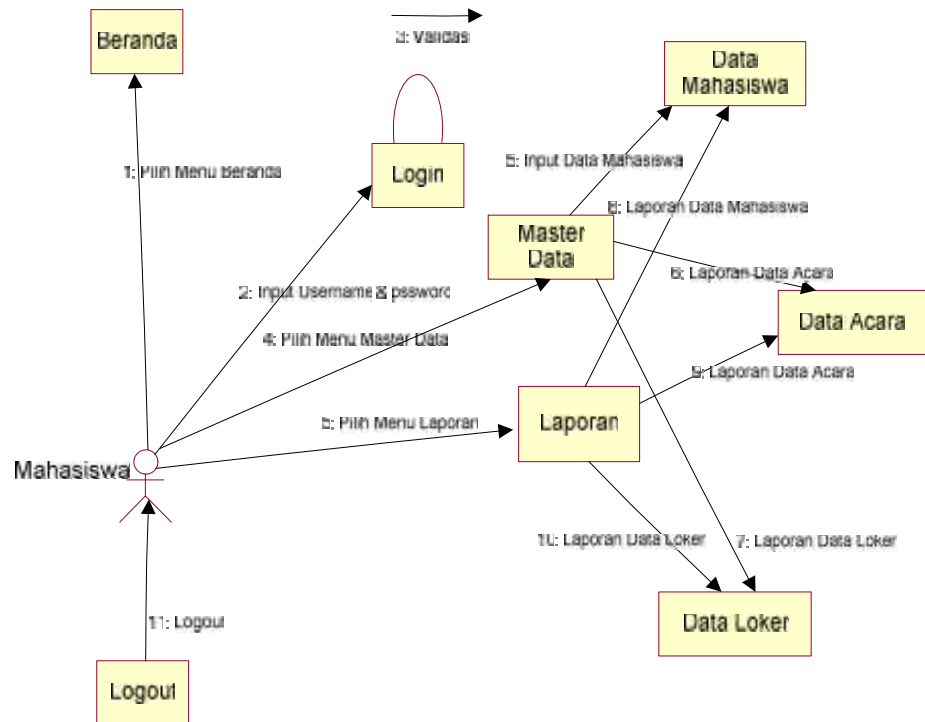 Beranda
3: Validas
Data
Mahasiswa
1: Pilih Menu Beranda
Login
5: Input Data Mahasiswa
8: Laporan Data Mahasiswa
Master
Data
6: Laporan Data Acara
2: Input Username & pssword
Data Acara
4: Pilih Menu Master Data
9: Laporan Data Acara
5: Pilih Menu Laporan
Laporan
Mahasiswa
10: Laporan Data Loker
7: Laporan Data Loker
11: Logout
Data Loker
Logout